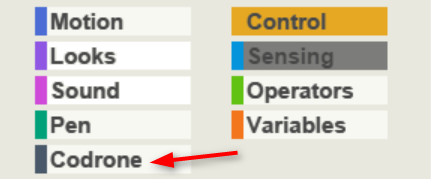 Motion
Control
Looks
Sensing
Sound
Operators
Pen
Variables
Codrone